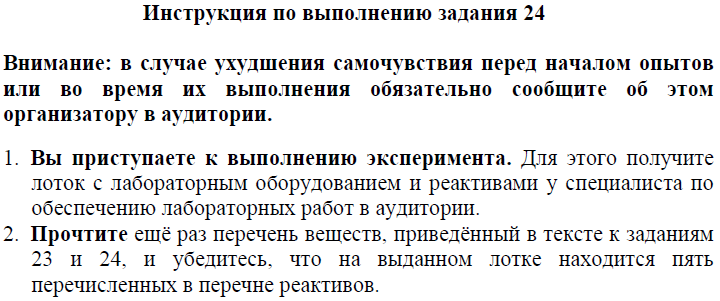 Инструкция по выполнению задания 24
Внимание: в случае ухудшения самочувствия перед началом опытов
или во время их выполнения обязательно сообщите об этом
организатору в аудитории.
1. Вы приступаете к выполнению эксперимента. Для этого получите
лоток с лабораторным оборудованием и реактивами у специалиста по
обеспечению лабораторных работ в аудитории.
2. Прочтите ещё раз перечень веществ, приведённый в тексте к заданиям
23 и 24, и убедитесь, что на выданном лотке находится пять
перечисленных в перечне реактивов.